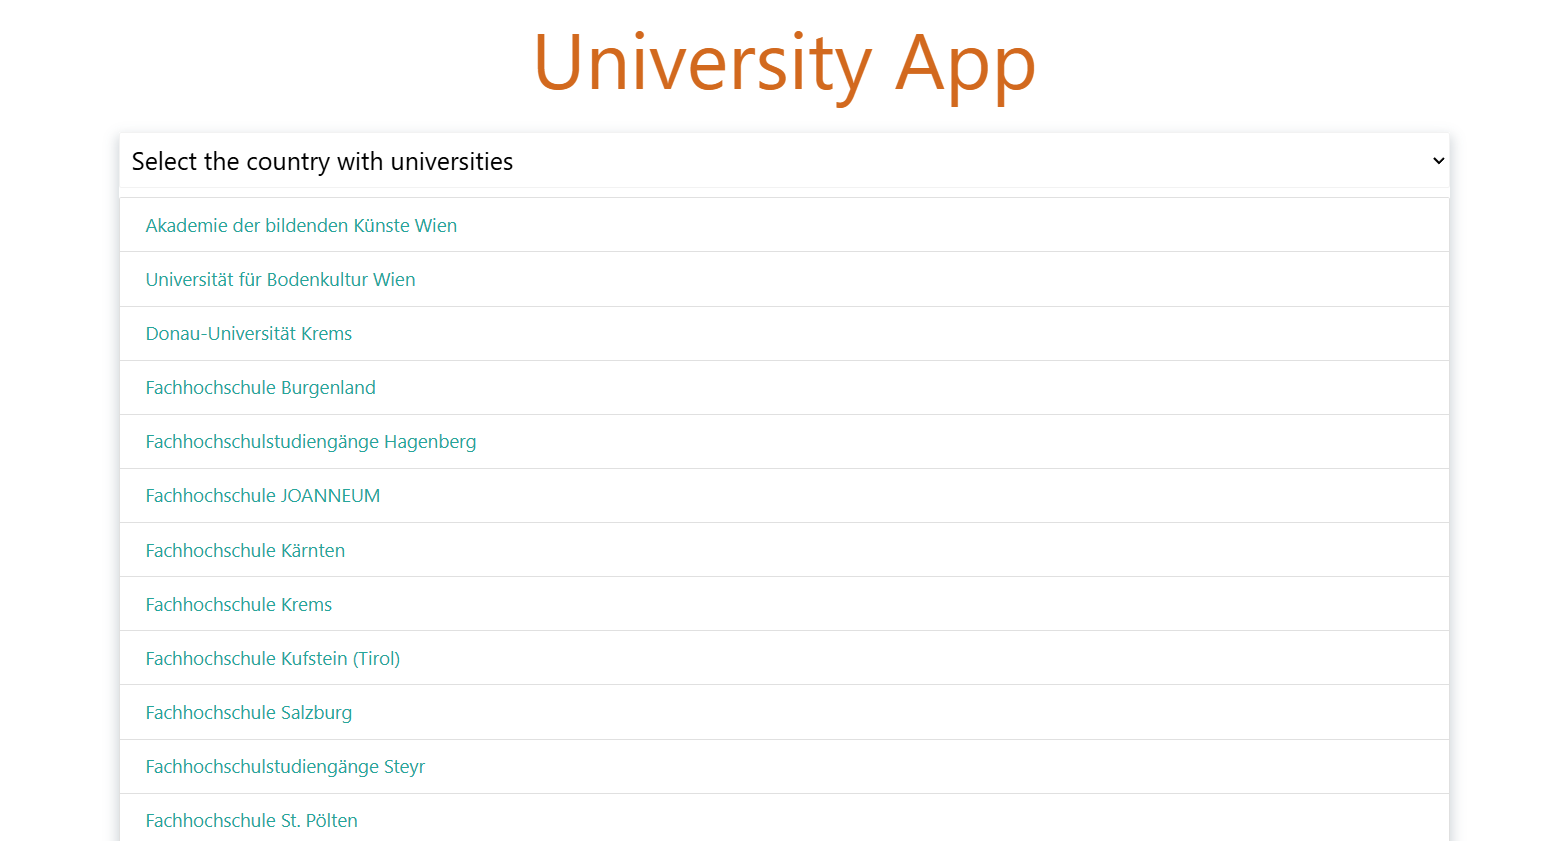 University App
Select the country with universities
Akademie der bildenden Künste Wien
Universität für Bodenkultur Wien
Donau-Universität Krems
Fachhochschule Burgenland
Fachhochschulstudiengänge Hagenberg
Fachhochschule JOANNEUM
Fachhochschule Kärnten
Fachhochschule Krems
Fachhochschule Kufstein (Tirol)
Fachhochschule Salzburg
Fachhochschulstudiengänge Steyr
Fachhochschule St. Pölten